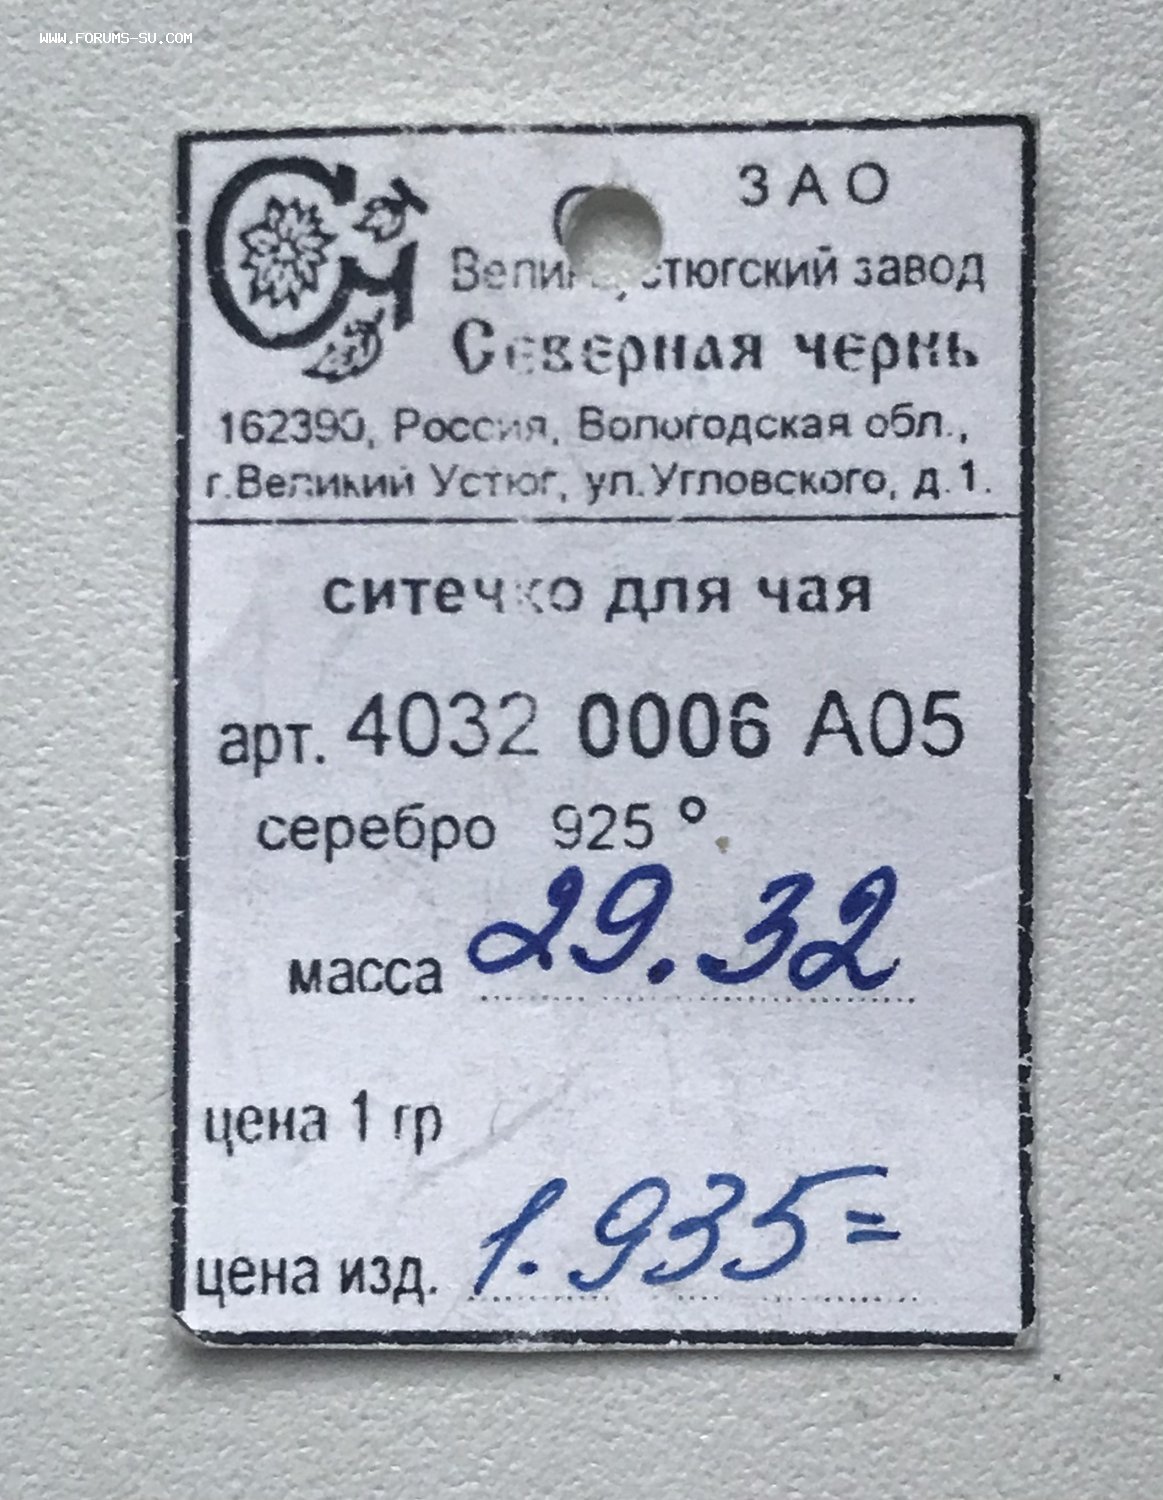 WWW.FORUMS-SU.COM
ЗАО
завод
Северная чернь
162390, Россия, Вологодская обл.,
г.Великий Устюг, ул.Угловского, д.1.
ситечко для чая
арт. 4032 0006 А05
серебро 925 °
масса 29.32
цена 1 гр
цена изд. 1.935=